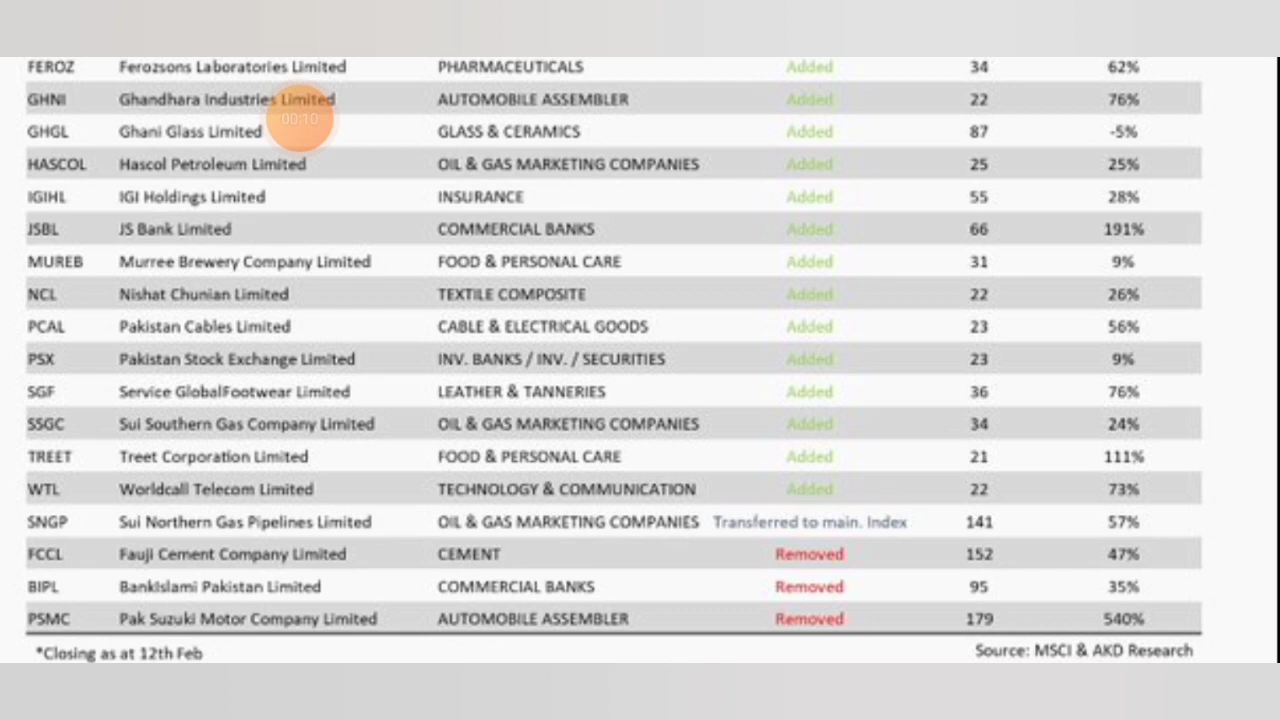 FEROZ Ferozsons Laboratories Limited PHARMACEUTICALS Added 34 62%
GHNI Ghandhara Industries Limited AUTOMOBILE ASSEMBLER Added 22 76%
00:10
GHGL Ghani Glass Limited GLASS & CERAMICS Added 87 -5%
HASCOL Hascol Petroleum Limited OIL & GAS MARKETING COMPANIES Added 25 25%
IGIHL IGI Holdings Limited INSURANCE Added 55 28%
JSBL JS Bank Limited COMMERCIAL BANKS Added 66 191%
MUREB Murree Brewery Company Limited FOOD & PERSONAL CARE Added 31 9%
NCL Nishat Chunian Limited TEXTILE COMPOSITE Added 22 26%
PCAL Pakistan Cables Limited CABLE & ELECTRICAL GOODS Added 23 56%
PSX Pakistan Stock Exchange Limited INV. BANKS / INV. / SECURITIES Added 23 9%
SGF Service GlobalFootwear Limited LEATHER & TANNERIES Added 36 76%
SSGC Sui Southern Gas Company Limited OIL & GAS MARKETING COMPANIES Added 34 24%
TREET Treet Corporation Limited FOOD & PERSONAL CARE Added 21 111%
WTL Worldcall Telecom Limited TECHNOLOGY & COMMUNICATION Added 22 73%
SNGP Sui Northern Gas Pipelines Limited OIL & GAS MARKETING COMPANIES Transferred to main. Index 141 57%
FCCL Fauji Cement Company Limited CEMENT Removed 152 47%
BIPL BankIslami Pakistan Limited COMMERCIAL BANKS Removed 95 35%
PSMC Pak Suzuki Motor Company Limited AUTOMOBILE ASSEMBLER Removed 179 540%
*Closing as at 12th Feb Source: MSCI & AKD Research